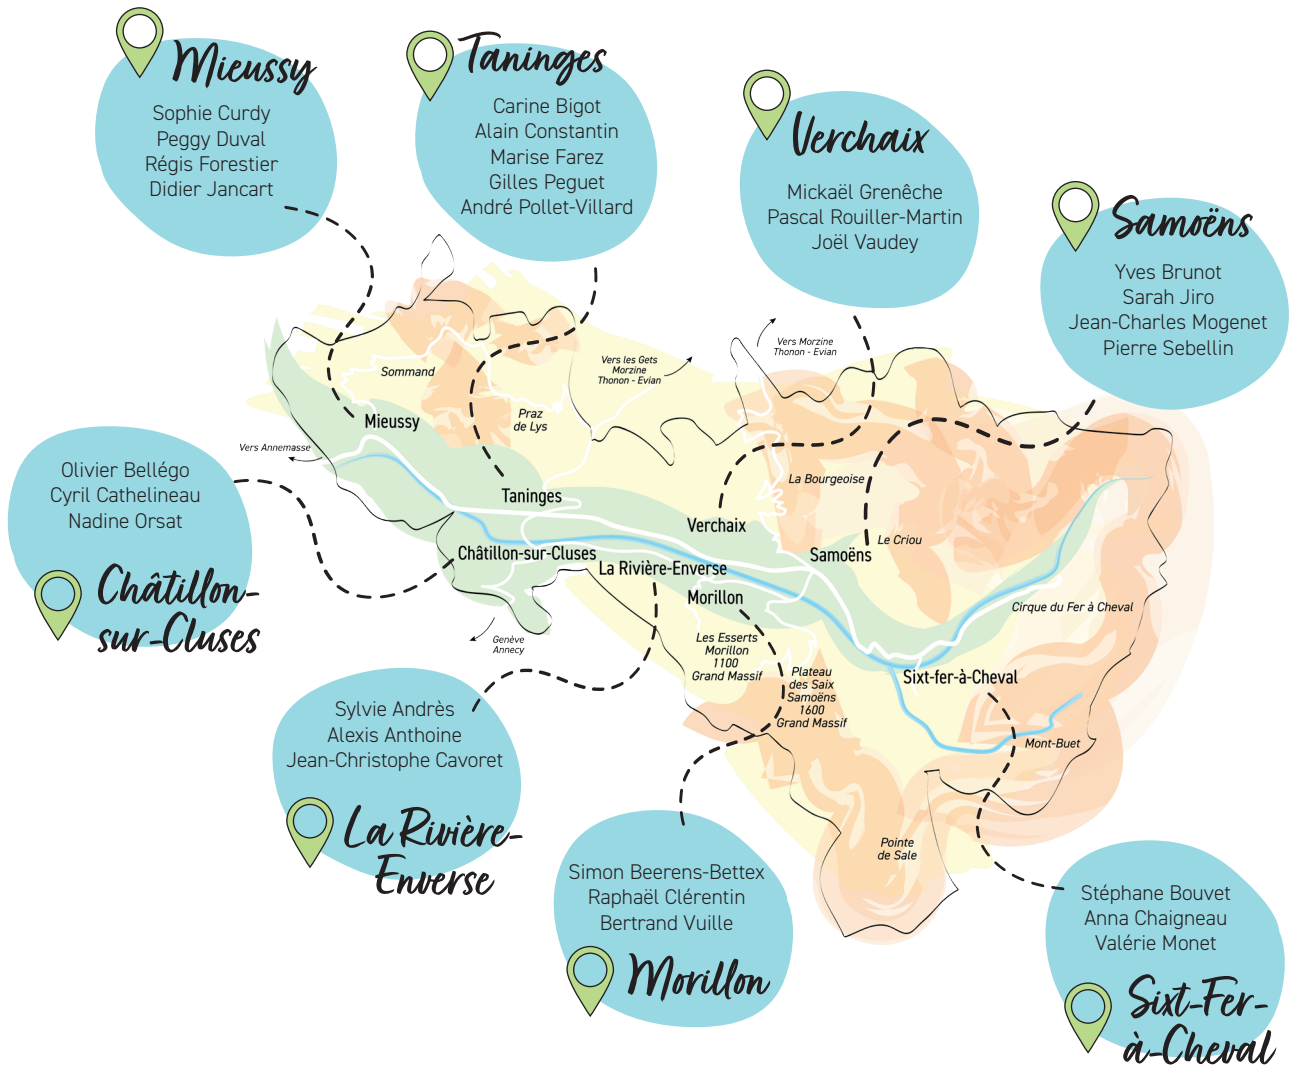 Mieussy
Sophie Curdy
Peggy Duval
Régis Forestier
Didier Jancart
Taninges
Carine Bigot
Alain Constantin
Marise Farez
Gilles Peguet
André Pollet-Villard
Verchaix
Mickaël Grenêche
Pascal Rouiller-Martin
Joël Vaudey
Samoëns
Yves Brunot
Sarah Jiro
Jean-Charles Mogenet
Pierre Sebellin
Vers Morzine
Thonon - Evian
Vers les Gets
Morzine
Thonon - Evian
Sommand
Praz
de Lys
Mieussy
Vers Annemasse
Taninges
La Bourgeoise
Verchaix
Le Criou
Samoëns
Châtillon-sur-Cluses
La Rivière-Enverse
Morillon
Cirque du Fer à Cheval
Genève
Annecy
Les Esserts
Morillon
1100
Grand Massif
Plateau
des Saix
Samoëns
1600
Grand Massif
Sixt-fer-à-Cheval
Mont-Buet
Pointe
de Sale
Olivier Bellégo
Cyril Cathelineau
Nadine Orsat
Châtillon-
sur-Cluses
Sylvie Andrès
Alexis Anthoine
Jean-Christophe Cavoret
La Rivière-
Enverse
Simon Beerens-Bettex
Raphaël Clérentin
Bertrand Vuille
Morillon
Stéphane Bouvet
Anna Chaigneau
Valérie Monet
Sixt-Fer-
à-Cheval